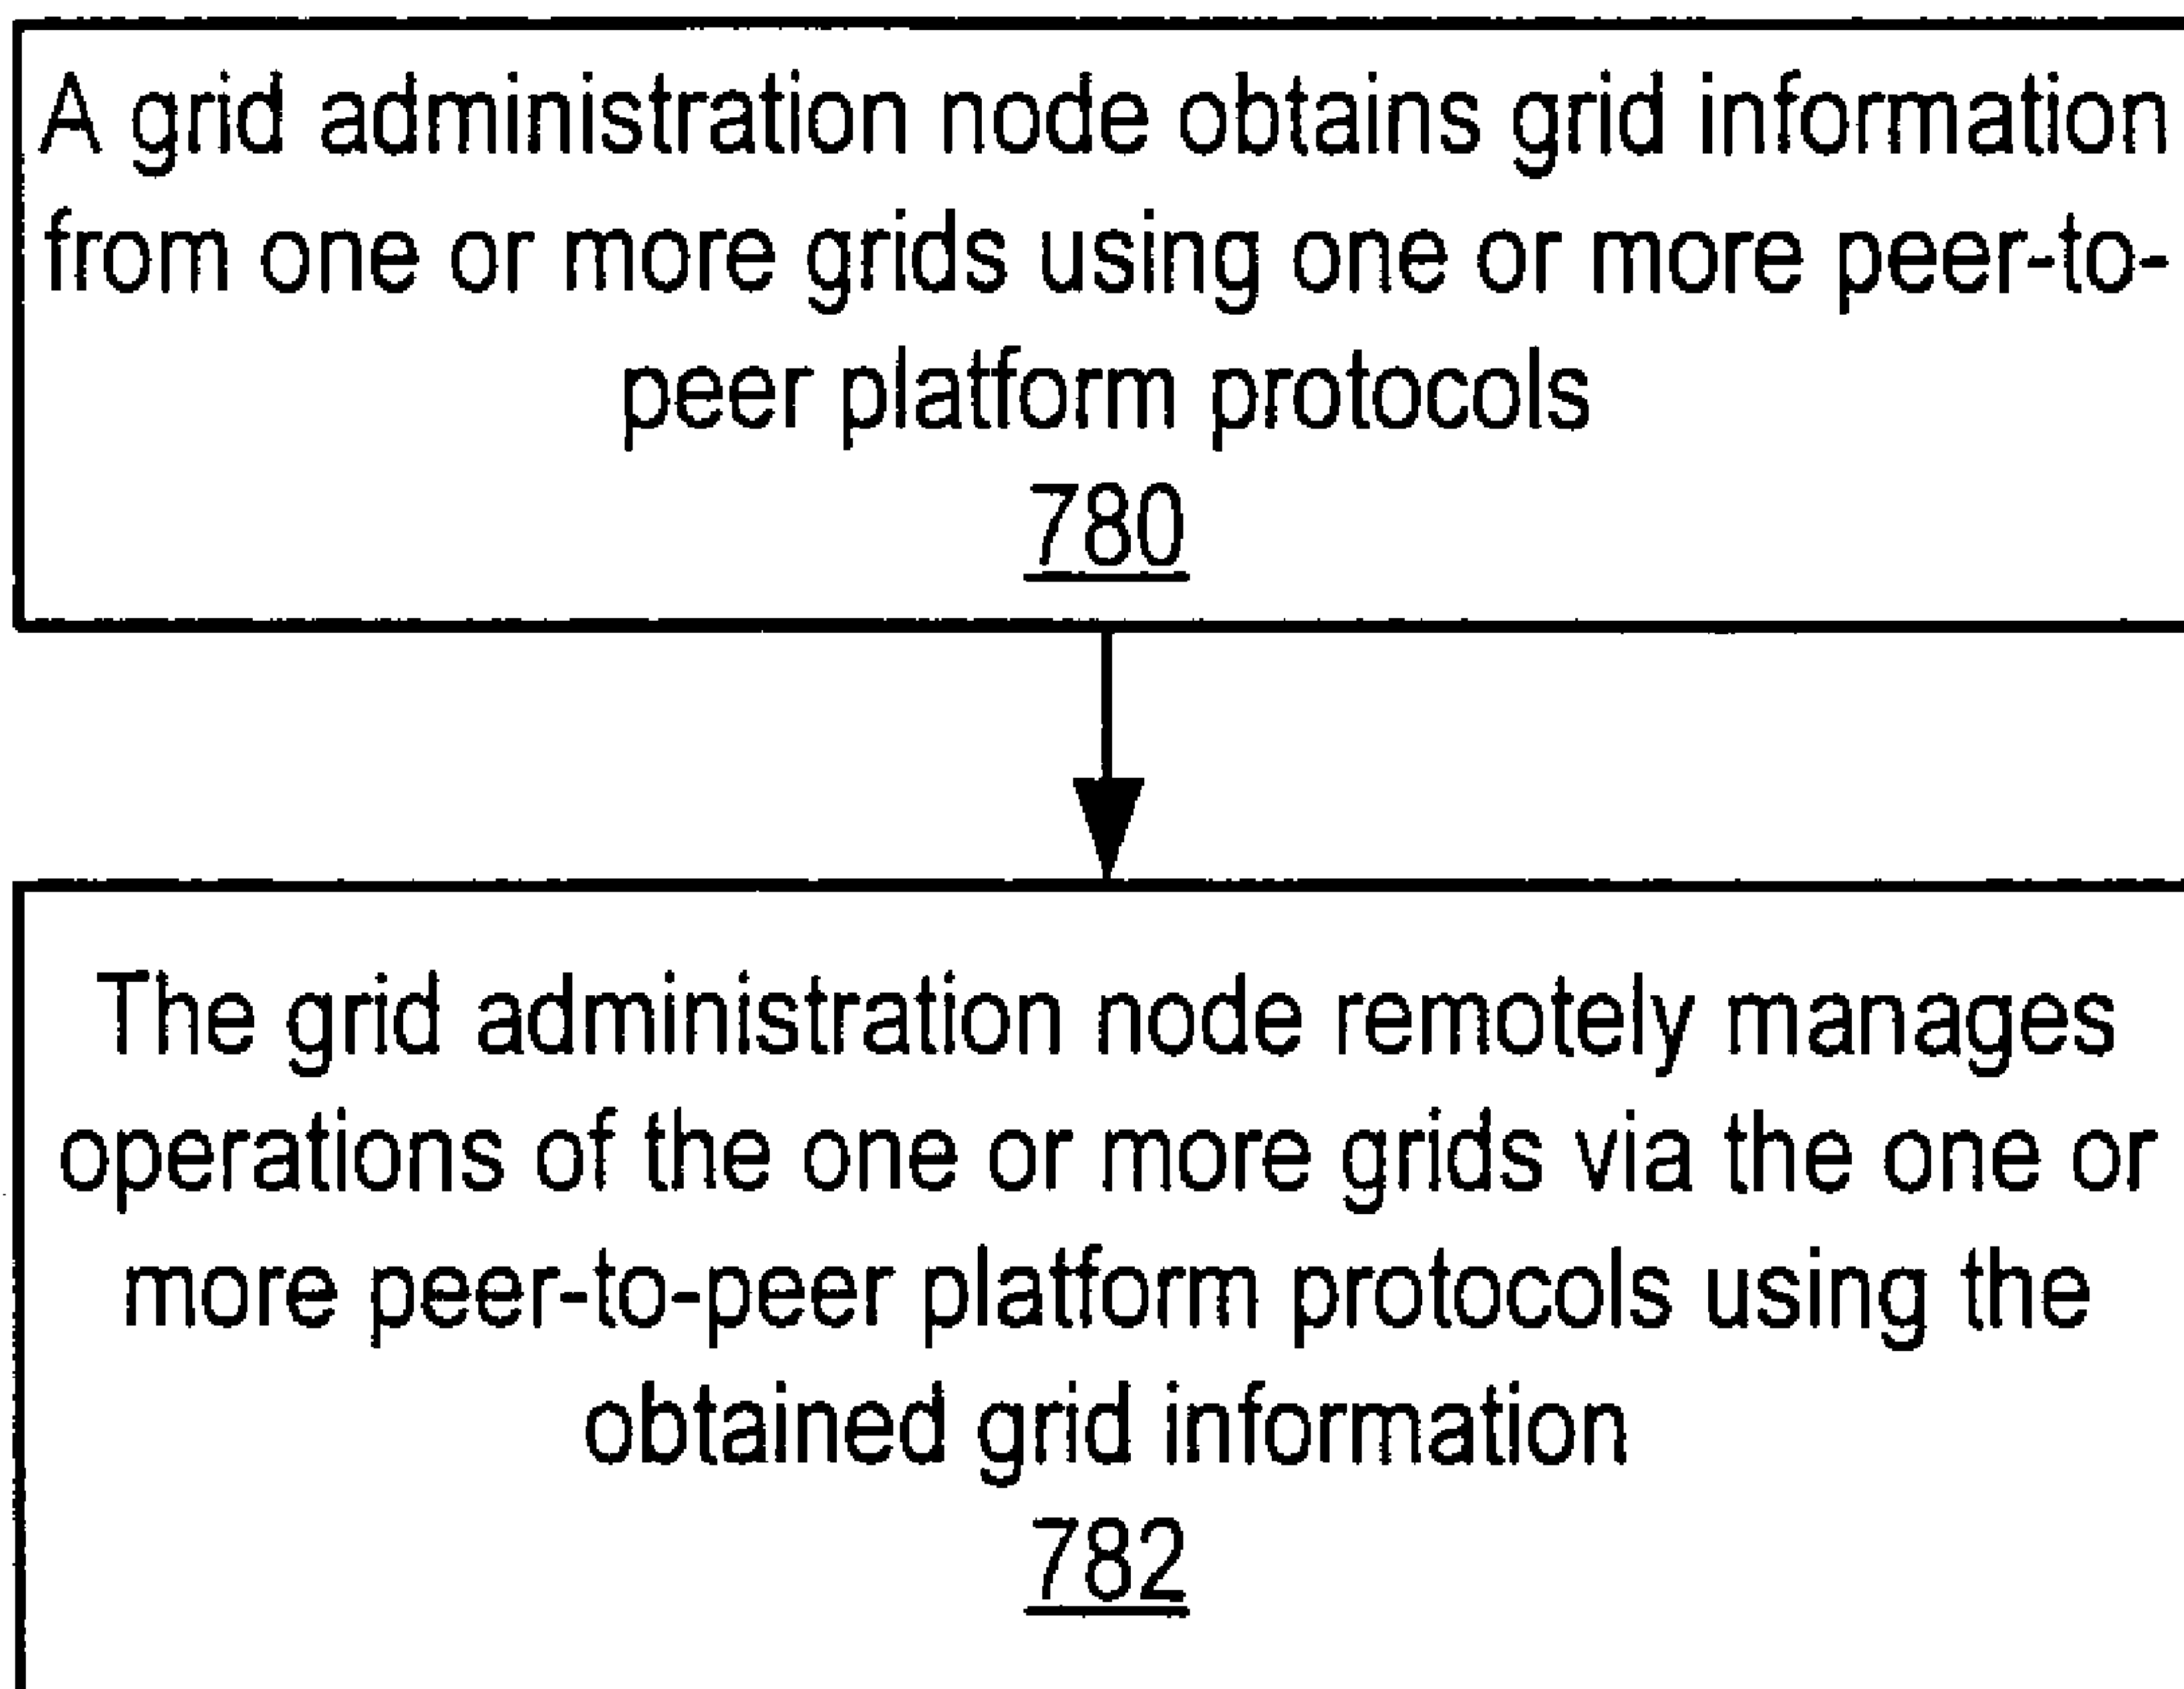 A grid administration node obtains grid information
from one or more grids using one or more peer-to-
peer platform protocols
780
The grid administration node remotely manages
operations of the one or more grids via the one or
more peer-to-peer platform protocols using the
obtained grid information
782